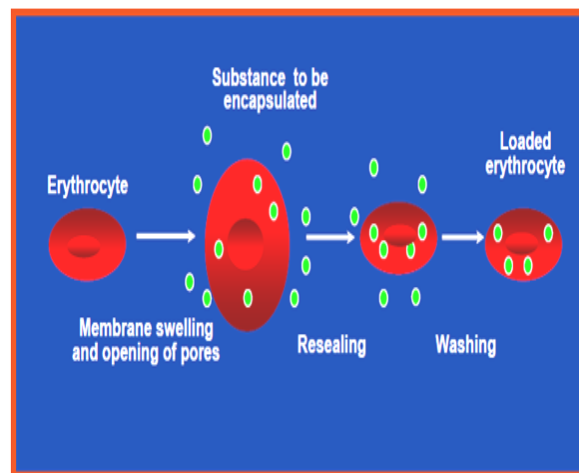 Substance to be
encapsulated
Erythrocyte
Loaded
erythrocyte
Membrane swelling
and opening of pores
Resealing
Washing